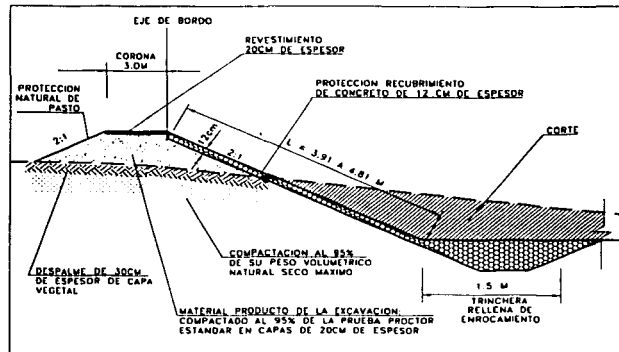 EJE DE BORDO
REVESTIMIENTO
20CM DE ESPESOR
CORONA
3.0M
PROTECCION
NATURAL DE
PASTO
PROTECCION RECUBRIMIENTO
DE CONCRETO DE 12 CM DE ESPESOR
2:1
12cm
2:1
L = 3.91 A 4.81 M
CORTE
COMPACTACION AL 85%
DE SU PESO VOLUMETRICO
NATURAL SECO MAXIMO
DESPALME DE 30CM
DE ESPESOR DE CAPA
VEGETAL
MATERIAL PRODUCTO DE LA EXCAVACION:
COMPACTADO AL 95% DE LA PRUEBA PROCTOR
ESTANDAR EN CAPAS DE 20CM DE ESPESOR
1.5 M
TRINCHERA
RELLENA DE
ENROCAMIENTO